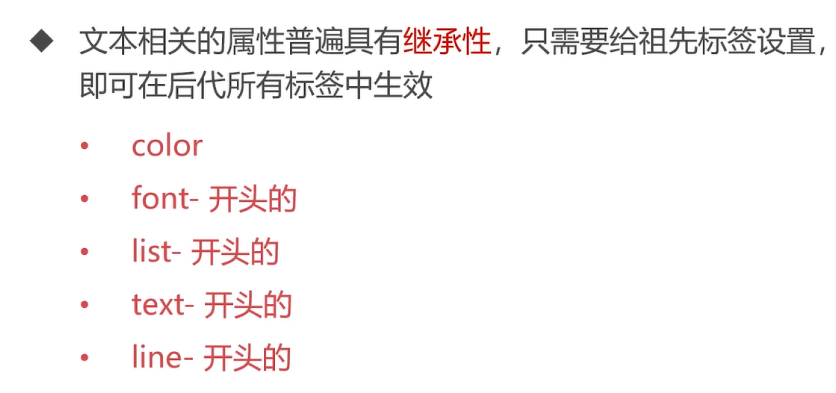 ◆ 文本相关的属性普遍具有继承性，只需要给祖先标签设置，
即可在后代所有标签中生效
• color
• font- 开头的
• list- 开头的
• text- 开头的
• line- 开头的